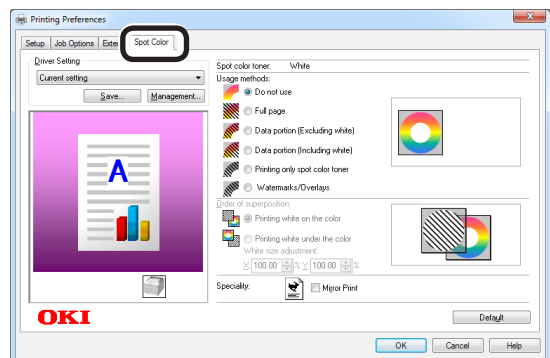 Printing Preferences
Setup Job Options Exte Spot Color
Driver Setting
Current setting
Save... Management...
A
OKI
Spot color toner: White
Usage methods:
Do not use
Full page
Data portion (Excluding white)
Data portion (Including white)
Printing only spot color toner
Watermarks/Overlays
Order of superposition:
Printing white on the color
Printing white under the color
White size adjustment:
X: 100.00 % Y: 100.00 %
Speciality: Mirror Print
Default
OK Cancel Help